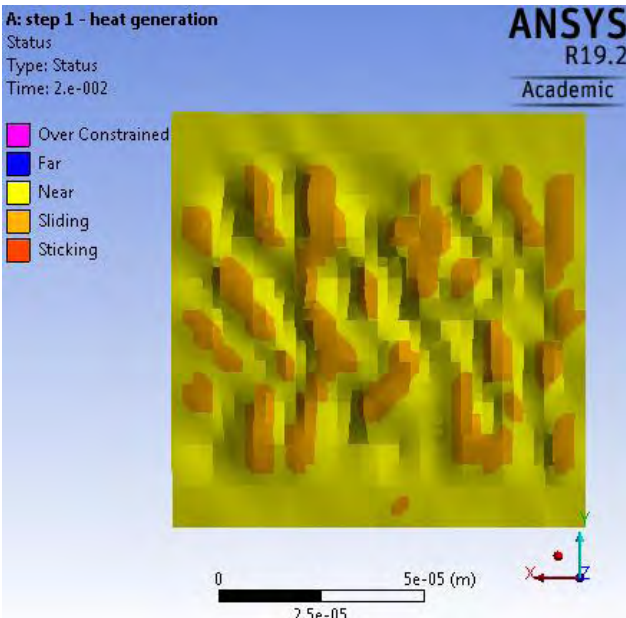 A: step 1 - heat generation
Status
Type: Status
Time: 2.e-002
ANSYS
R19.2
Academic
Over Constrained
Far
Near
Sliding
Sticking
0
5e-05 (m)
2.5e-05
Y
X
Z